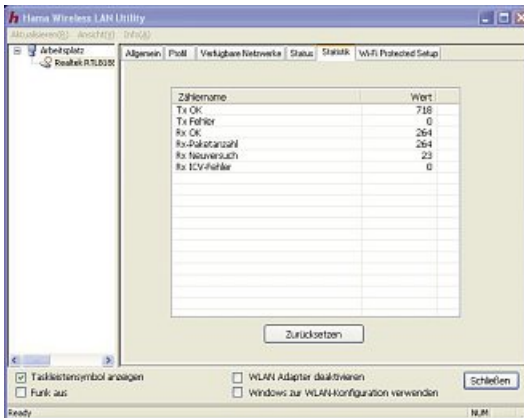 Hama Wireless LAN Utility
Aktualisieren(R) Ansicht(V) Info(A)
Arbeitsplatz
Realtek RTL8188
Allgemein Profil Verfügbare Netzwerke Status Statistik Wi-Fi Protected Setup
Zählername Wert
Tx OK 718
Tx Fehler 0
Rx OK 264
Rx-Paketanzahl 264
Rx Neuversuch 23
Rx ICV-Fehler 0
Zurücksetzen
Taskleistensymbol anzeigen
WLAN Adapter deaktivieren
Schließen
Funk aus
Windows zur WLAN-Konfiguration verwenden
Ready NUM